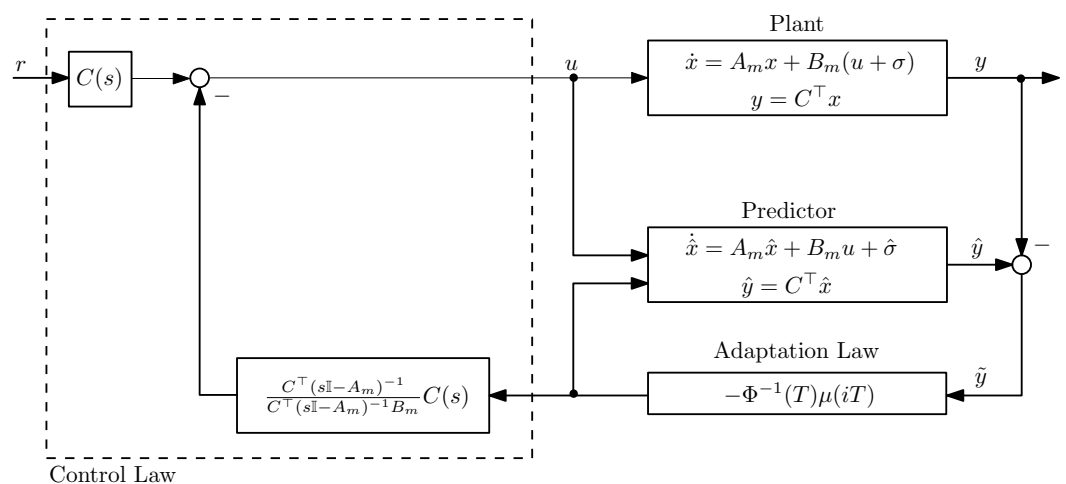 Plant
r
C(s)
−
u
ẋ = A_m x + B_m(u + σ)
y = C^⊤ x
y
Predictor
x̂̇ = A_m x̂ + B_m u + σ̂
ŷ = C^⊤ x̂
ŷ
−
Adaptation Law
−Φ^{−1}(T)μ(iT)
ỹ
C^⊤(s𝕀−A_m)^{−1}
C^⊤(s𝕀−A_m)^{−1}B_m
C(s)
Control Law